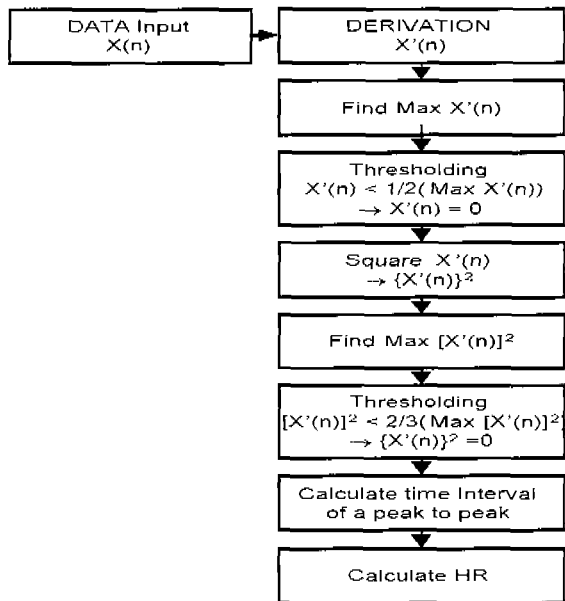 DATA Input
X(n)
DERIVATION
X'(n)
Find Max X'(n)
Thresholding
X'(n) < 1/2(Max X'(n))
→ X'(n) = 0
Square X'(n)
→ {X'(n)}²
Find Max [X'(n)]²
Thresholding
[X'(n)]² < 2/3(Max [X'(n)]²)
→ {X'(n)}² =0
Calculate time Interval
of a peak to peak
Calculate HR